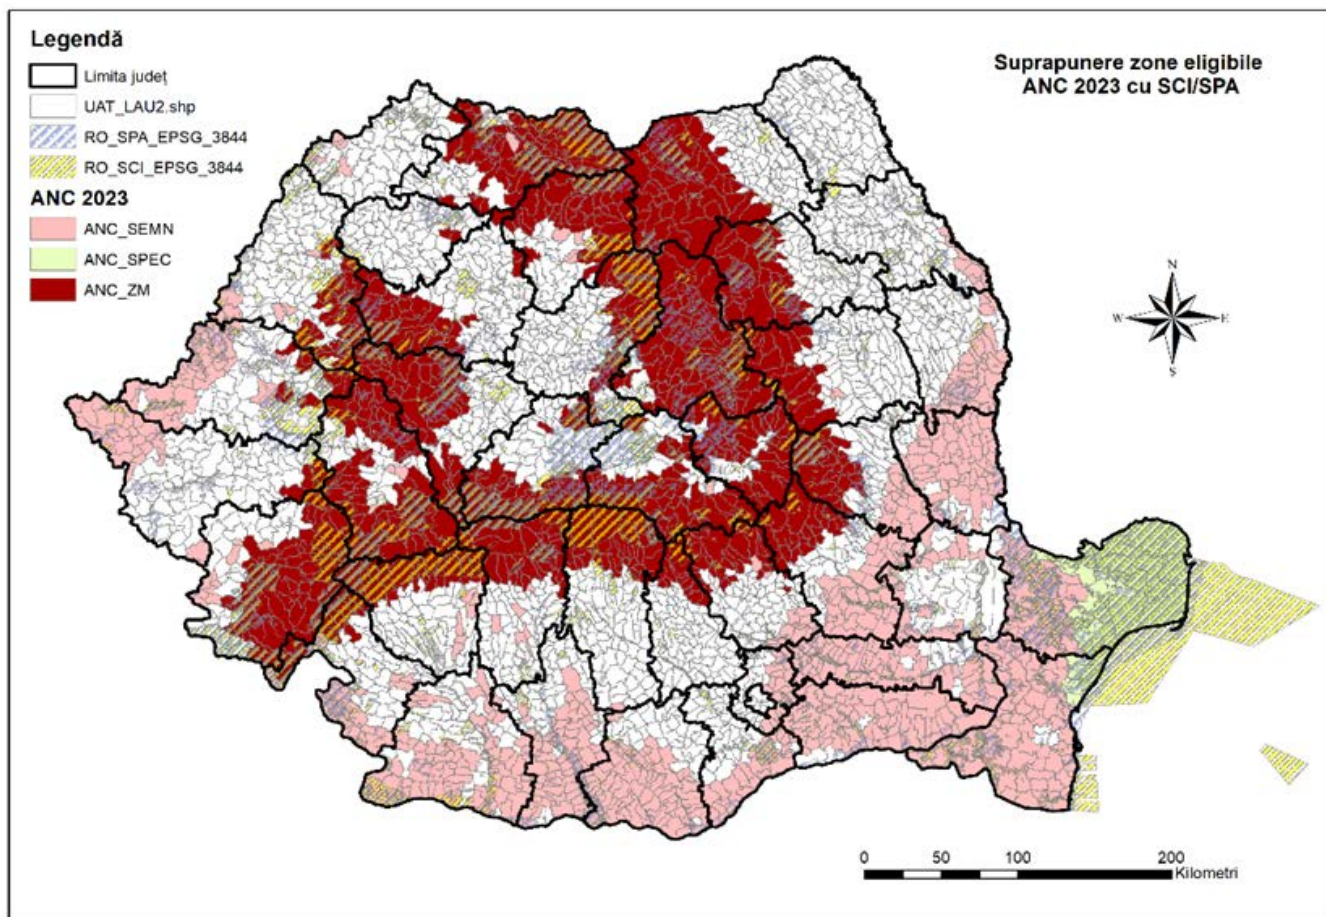 Legendă
Limita județ
UAT_LAU2.shp
RO_SPA_EPSG_3844
RO_SCI_EPSG_3844
ANC 2023
ANC_SEMN
ANC_SPEC
ANC_ZM
Suprapunere zone eligibile
ANC 2023 cu SCI/SPA
N
W E
S
0 50 100 200
Kilometri